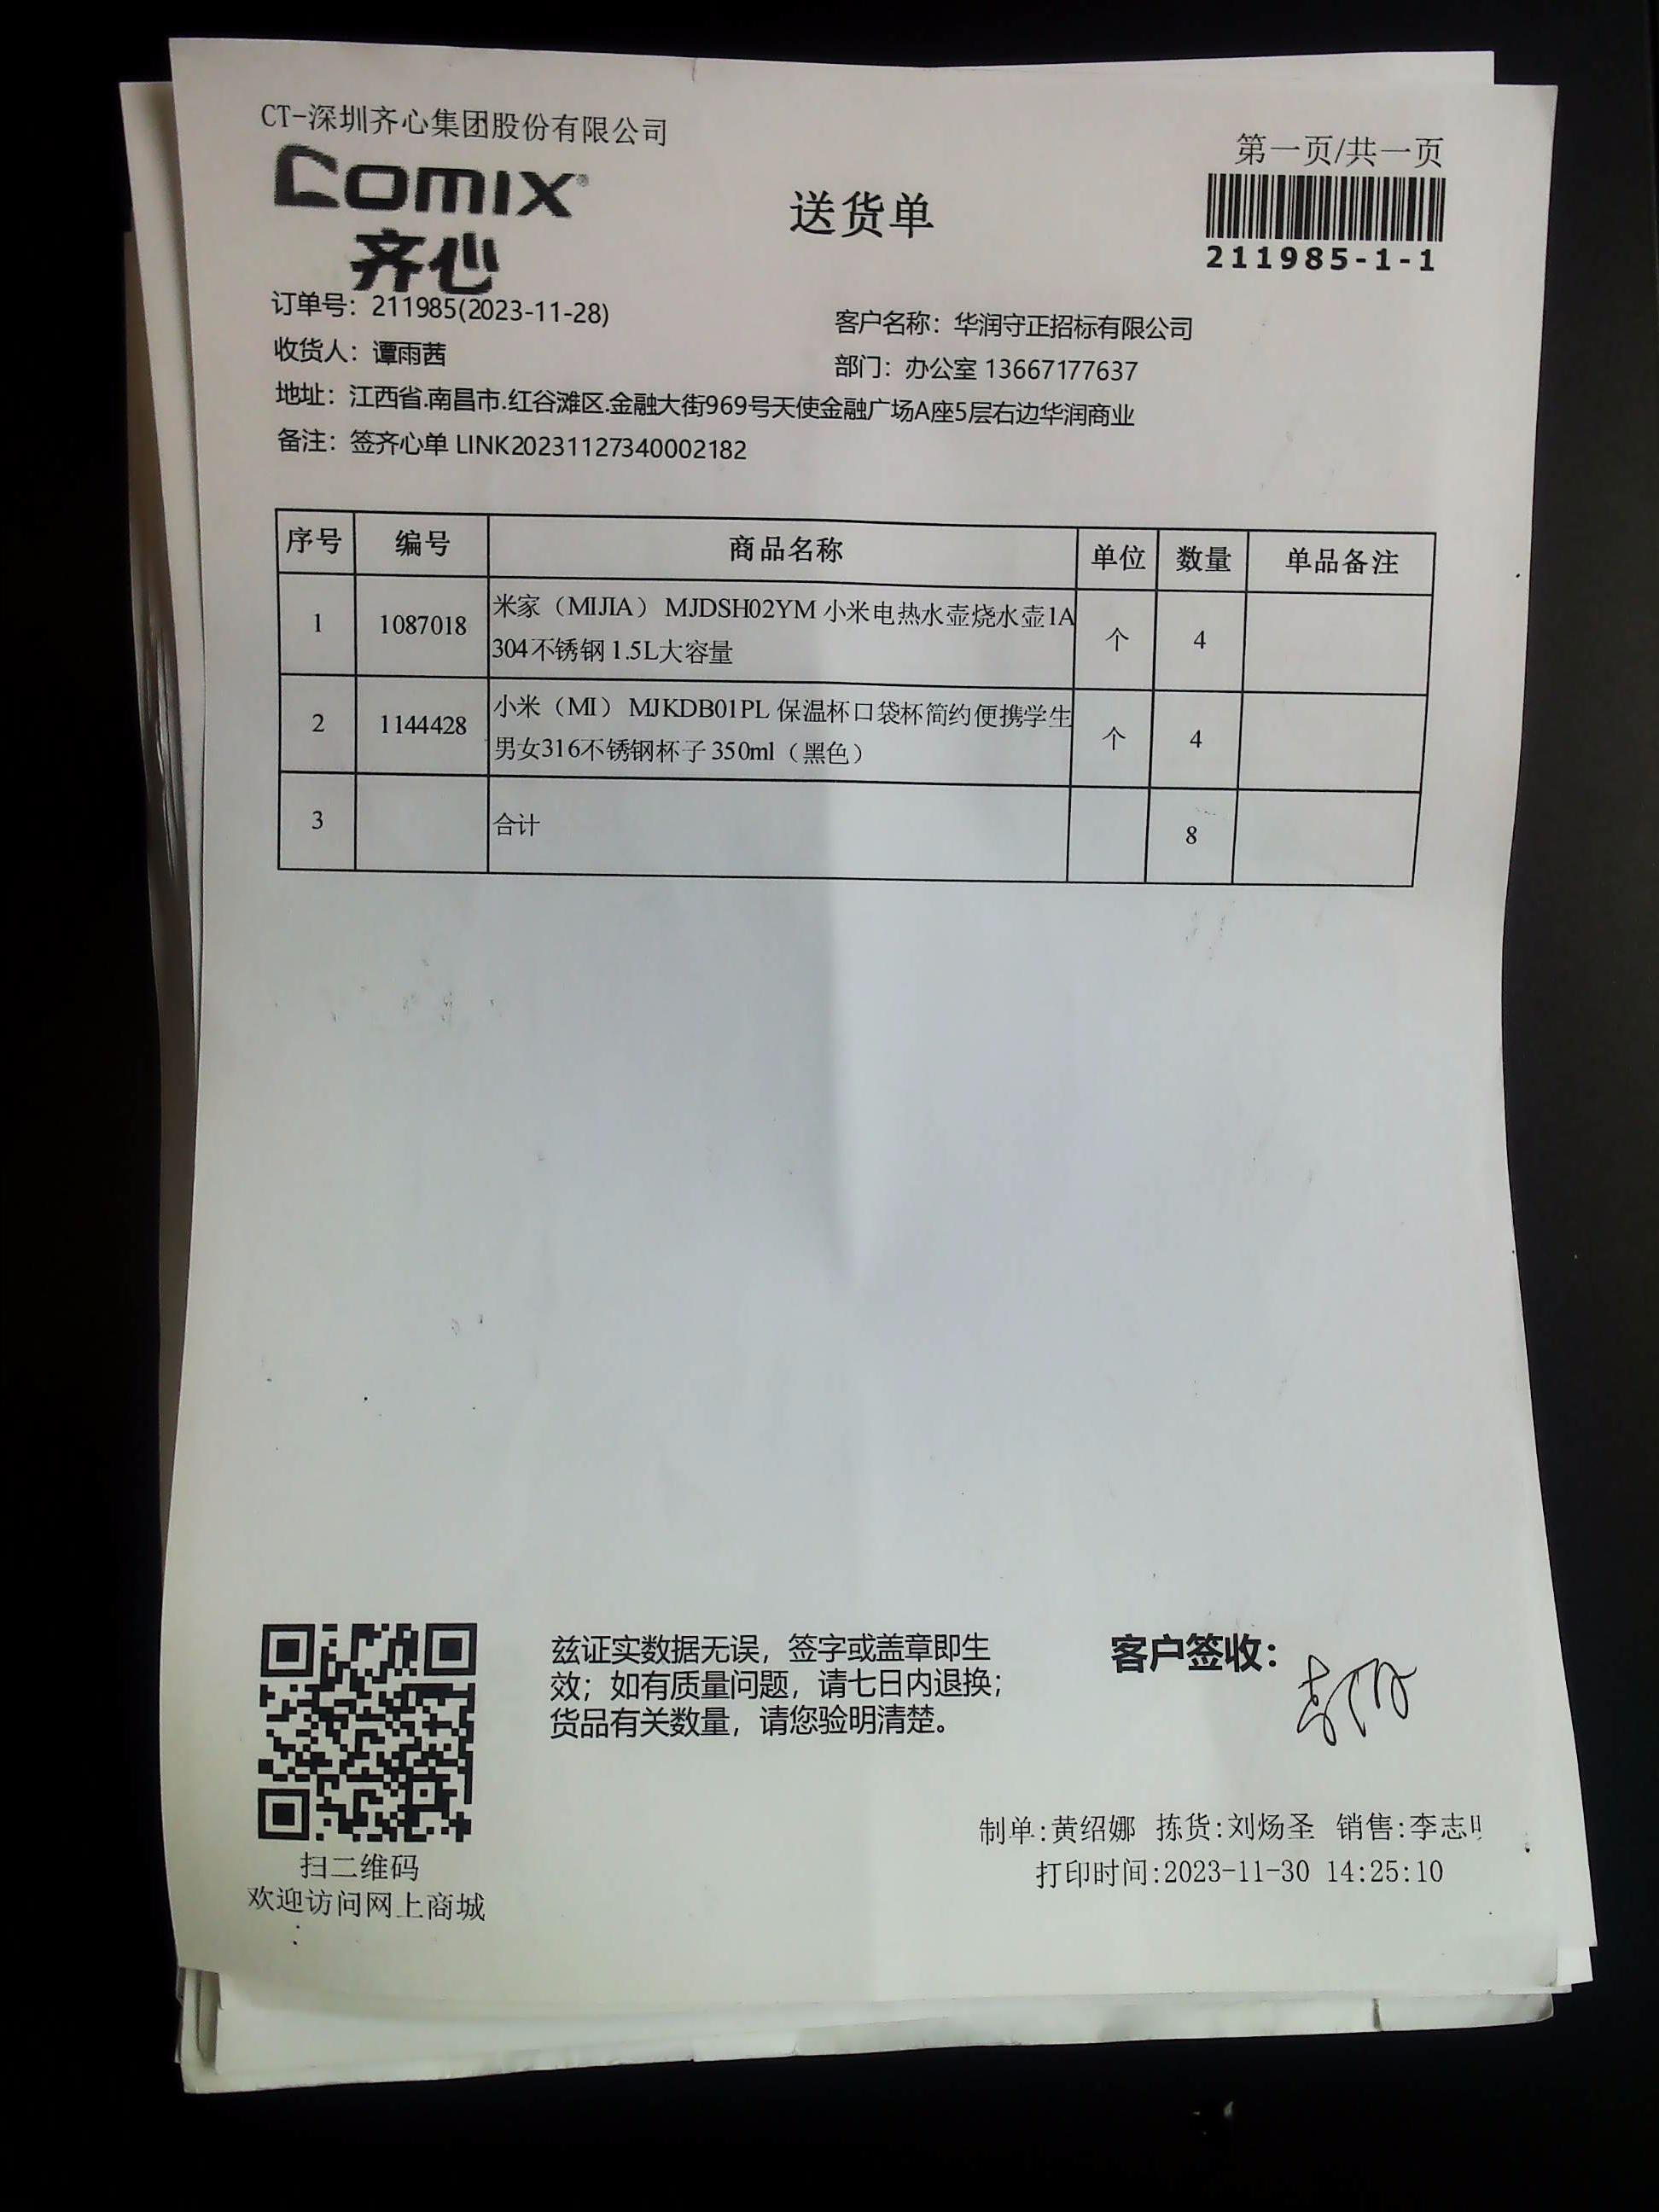 CT-深圳齐心集团股份有限公司
COMIX®
齐心
送货单
第一页/共一页
211985-1-1
订单号：211985(2023-11-28)
客户名称：华润守正招标有限公司
收货人：谭雨茜
部门：办公室 13667177637
地址：江西省.南昌市.红谷滩区.金融大街969号天使金融广场A座5层右边华润商业
备注：签齐心单 LINK20231127340002182
序号 编号 商品名称 单位 数量 单品备注
1 1087018 米家（MIJIA） MJDSH02YM 小米电热水壶烧水壶1A 个 4
304不锈钢 1.5L大容量
2 1144428 小米（MI） MJKDB01PL 保温杯口袋杯简约便携学生 个 4
男女316不锈钢杯子 350ml（黑色）
3 合计 8
兹证实数据无误，签字或盖章即生
效；如有质量问题，请七日内退换；
货品有关数量，请您验明清楚。
客户签收：
制单:黄绍娜 拣货:刘炀圣 销售:李志
打印时间:2023-11-30 14:25:10
扫二维码
欢迎访问网上商城